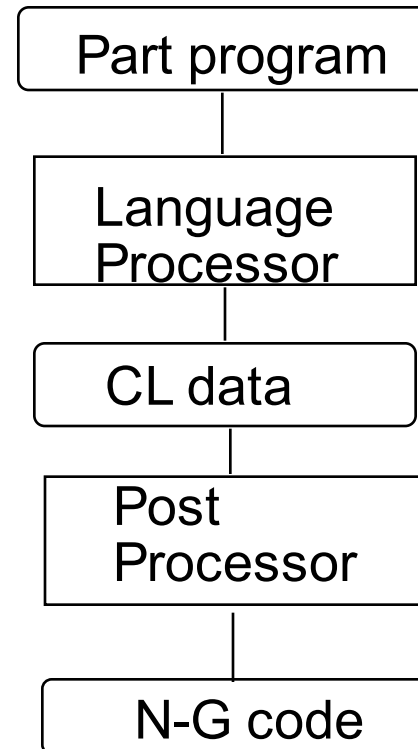 Part program
Language
Processor
CL data
Post
Processor
N-G code